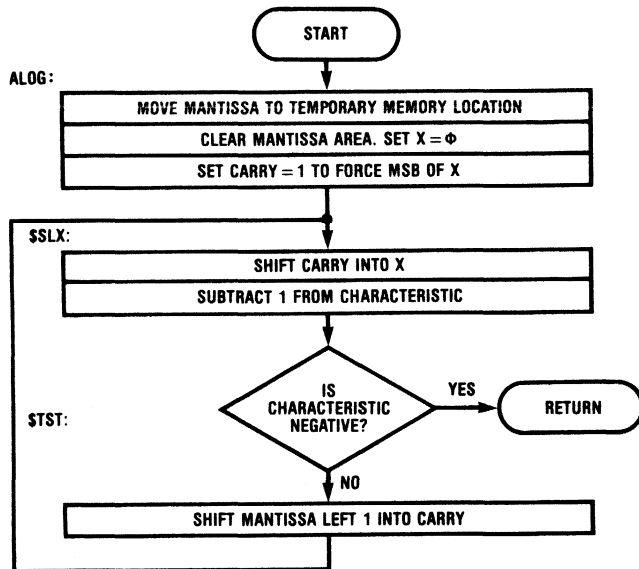 START
ALOG:
MOVE MANTISSA TO TEMPORARY MEMORY LOCATION
CLEAR MANTISSA AREA. SET X = Φ
SET CARRY = 1 TO FORCE MSB OF X
$SLX:
SHIFT CARRY INTO X
SUBTRACT 1 FROM CHARACTERISTIC
IS
CHARACTERISTIC
NEGATIVE?
YES
RETURN
$TST:
NO
SHIFT MANTISSA LEFT 1 INTO CARRY